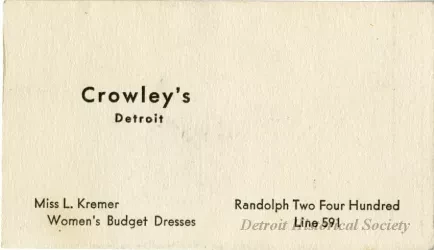 Crowley's
Detroit
Miss L. Kremer
Women's Budget Dresses
Randolph Two Four Hundred
Line 591
Detroit Historical Society